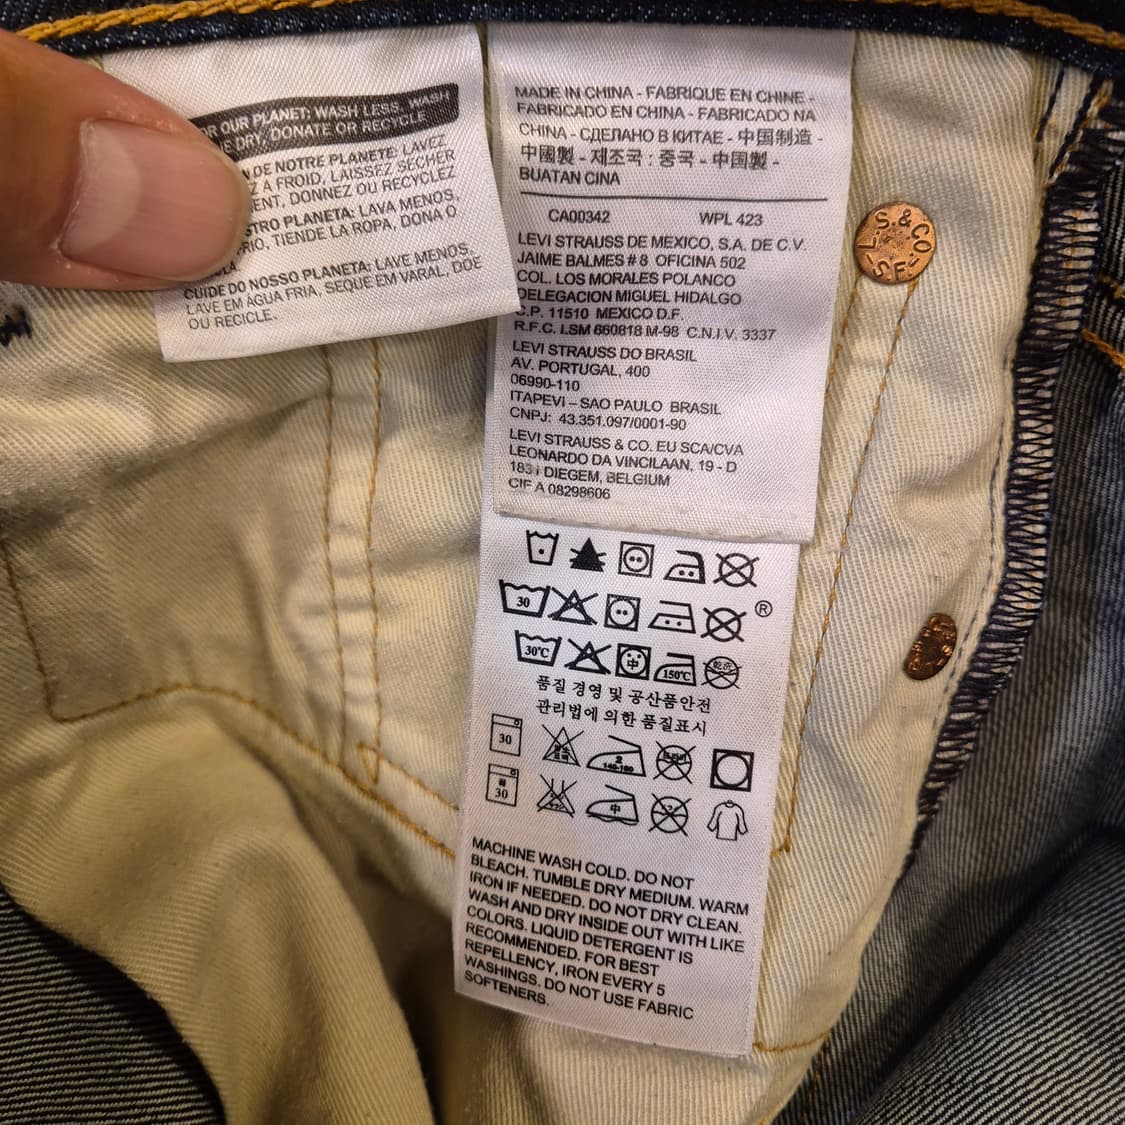 OR OUR PLANET: WASH LESS, WASH
DRY, DONATE OR RECYCLE
DE NOTRE PLANETE: LAVEZ
A FROID, LAISSEZ SÉCHER
DONNEZ OU RECYCLEZ
PLANETA: LAVA MENOS,
TIENDE LA ROPA, DONA O
CUIDE DO NOSSO PLANETA: LAVE MENOS,
LAVE EM ÁGUA FRIA, SEQUE EM VARAL, DOE
OU RECICLE.
MADE IN CHINA - FABRIQUE EN CHINE -
FABRICADO EN CHINA - FABRICADO NA
CHINA - СДЕЛАНО В КИТАЕ - 中国制造 -
中國製 - 제조국 : 중국 - 中国製 -
BUATAN CINA
CA00342 WPL 423
LEVI STRAUSS DE MEXICO, S.A. DE C.V.
JAIME BALMES # 8 OFICINA 502
COL. LOS MORALES POLANCO
DELEGACION MIGUEL HIDALGO
C.P. 11510 MEXICO D.F.
R.F.C. LSM 660818 M-98 C.N.I.V. 3337
LEVI STRAUSS DO BRASIL
AV. PORTUGAL, 400
06990-110
ITAPEVI – SAO PAULO BRASIL
CNPJ: 43.351.097/0001-90
LEVI STRAUSS & CO. EU SCA/CVA
LEONARDO DA VINCILAAN, 19 - D
1831 DIEGEM, BELGIUM
CIF A 08298606
L.S.&CO
SF
30 ®
30°C 中 150°C
품질 경영 및 공산품안전
관리법에 의한 품질표시
30 2 140-160
30 中
MACHINE WASH COLD. DO NOT
BLEACH. TUMBLE DRY MEDIUM. WARM
IRON IF NEEDED. DO NOT DRY CLEAN.
WASH AND DRY INSIDE OUT WITH LIKE
COLORS. LIQUID DETERGENT IS
RECOMMENDED. FOR BEST
REPELLENCY, IRON EVERY 5
WASHINGS. DO NOT USE FABRIC
SOFTENERS.